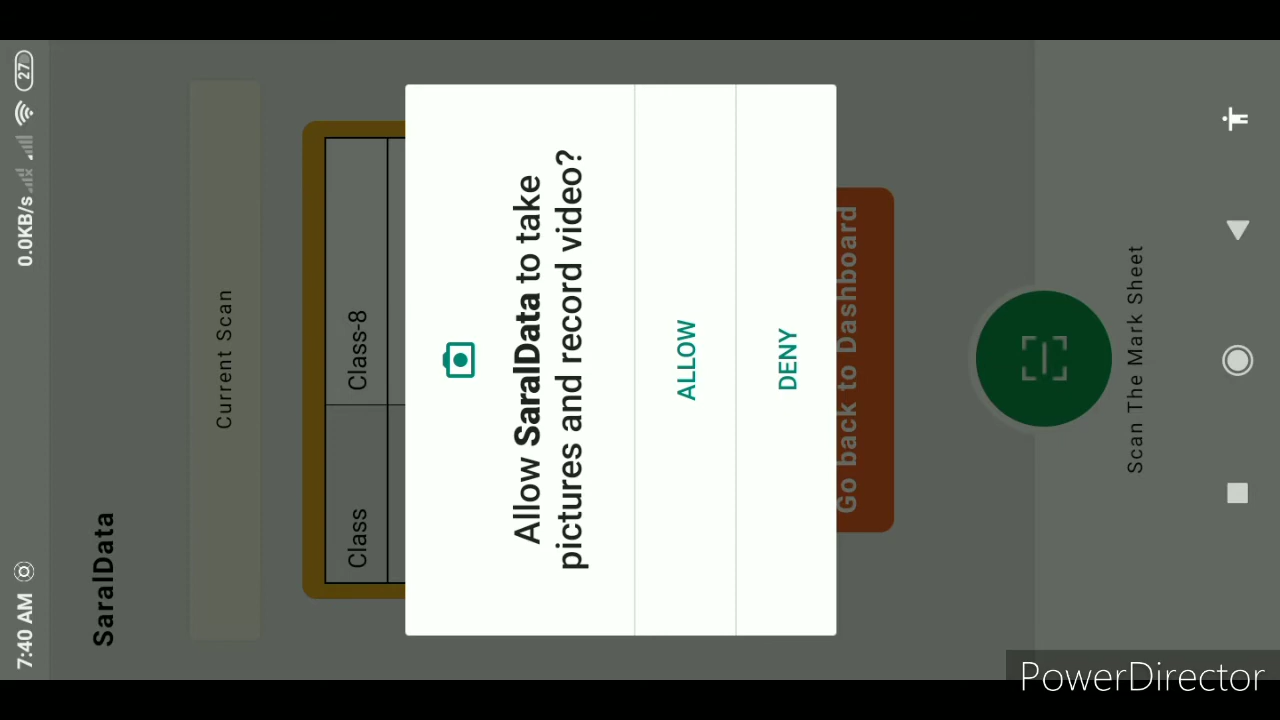 7:40 AM
0.0KB/s
27
SaralData
Current Scan
Class
Class-8
Allow SaralData to take
pictures and record video?
ALLOW
DENY
Go back to Dashboard
Scan The Mark Sheet
PowerDirector